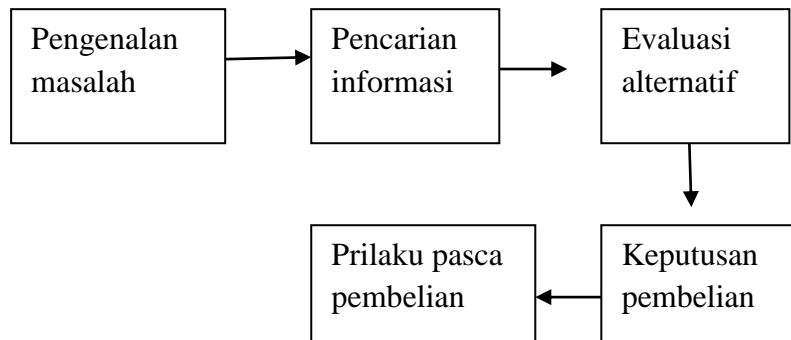 Pengenalan
masalah
Pencarian
informasi
Evaluasi
alternatif
Keputusan
pembelian
Prilaku pasca
pembelian